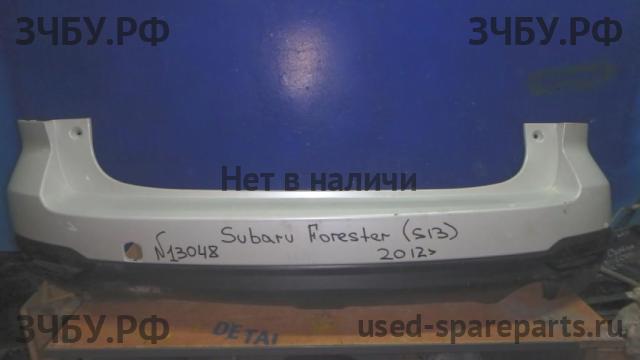 ЗЧБУ.РФ ЗЧБУ.РФ
Нет в наличи
Subaru Forester (S13)
N13048 2012>
ЗЧБУ.РФ used-spareparts.ru
DETAI